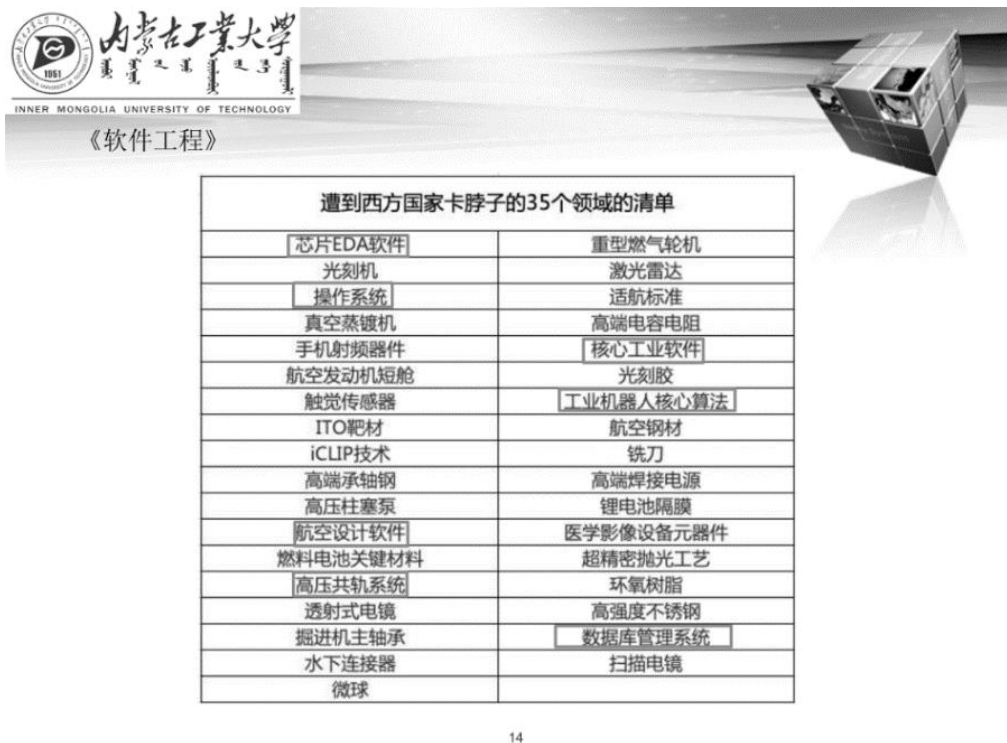 内蒙古工业大学
1951
INNER MONGOLIA UNIVERSITY OF TECHNOLOGY
《软件工程》
遭到西方国家卡脖子的35个领域的清单
芯片EDA软件 重型燃气轮机
光刻机 激光雷达
操作系统 适航标准
真空蒸镀机 高端电容电阻
手机射频器件 核心工业软件
航空发动机短舱 光刻胶
触觉传感器 工业机器人核心算法
ITO靶材 航空钢材
iCLIP技术 铣刀
高端承轴钢 高端焊接电源
高压柱塞泵 锂电池隔膜
航空设计软件 医学影像设备元器件
燃料电池关键材料 超精密抛光工艺
高压共轨系统 环氧树脂
透射式电镜 高强度不锈钢
掘进机主轴承 数据库管理系统
水下连接器 扫描电镜
微球
14